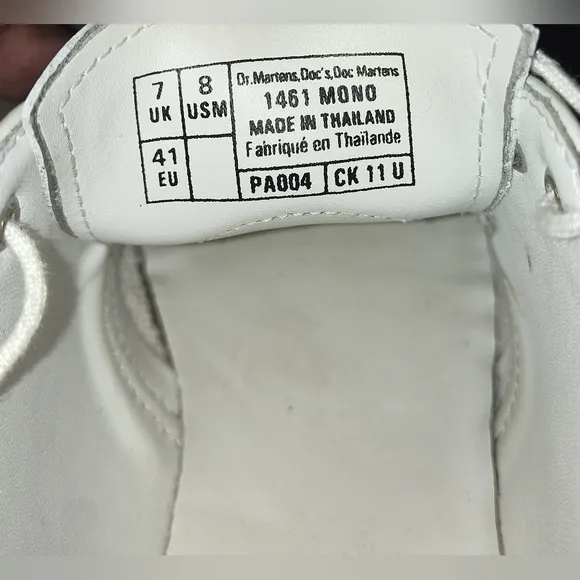 7 UK
8 USM
41 EU
Dr.Martens,Doc's,Doc Martens
1461 MONO
MADE IN THAILAND
Fabriqué en Thaïlande
PA004 CK 11 U